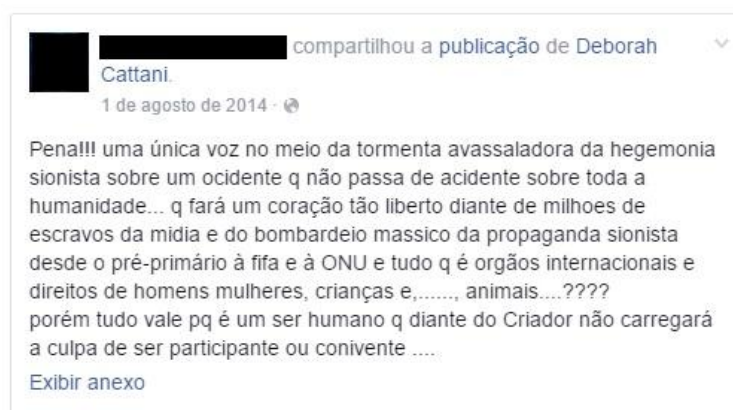 compartilhou a publicação de Deborah
Cattani.
1 de agosto de 2014 ·
Pena!!! uma única voz no meio da tormenta avassaladora da hegemonia
sionista sobre um ocidente q não passa de acidente sobre toda a
humanidade... q fará um coração tão liberto diante de milhoes de
escravos da midia e do bombardeio massico da propaganda sionista
desde o pré-primário à fifa e à ONU e tudo q é orgãos internacionais e
direitos de homens mulheres, crianças e,......, animais....????
porém tudo vale pq é um ser humano q diante do Criador não carregará
a culpa de ser participante ou conivente ....
Exibir anexo